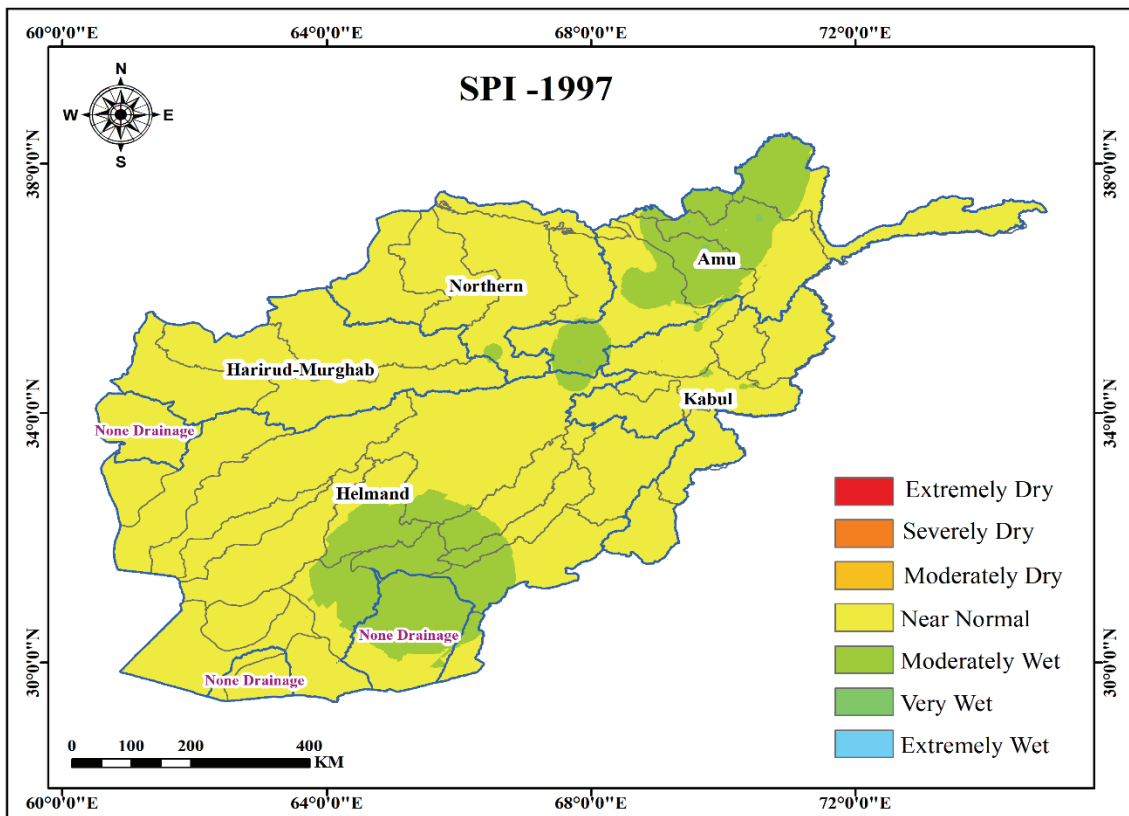 60°0'0"E 64°0'0"E 68°0'0"E 72°0'0"E
SPI -1997
N
W E
S
38°0'0"N 38°0'0"N
Amu
Northern
Harirud-Murghab
Kabul
34°0'0"N 34°0'0"N
None Drainage
Helmand
Extremely Dry
Severely Dry
Moderately Dry
Near Normal
None Drainage
Moderately Wet
30°0'0"N 30°0'0"N
None Drainage
Very Wet
Extremely Wet
0 100 200 400
KM
60°0'0"E 64°0'0"E 68°0'0"E 72°0'0"E